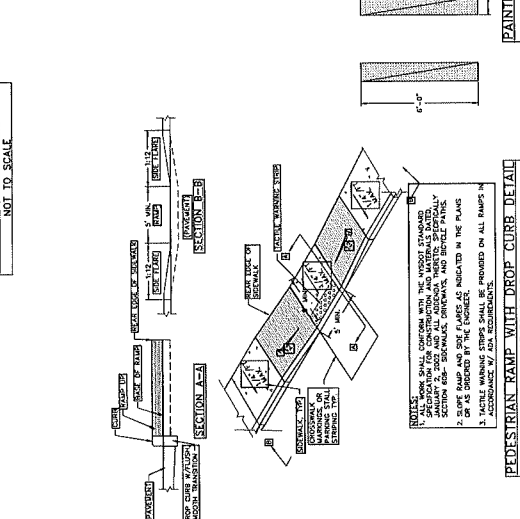 NOT TO SCALE
PAINTI
6'-0"
1:12
SIDE FLARE
5' MIN.
RAMP
1:12
SIDE FLARE
PAVEMENT
SECTION B-B
REAR EDGE OF SIDEWALK
CURB
RAMP UP
BASE OF RAMP
PAVEMENT
DROP CURB W/FLUSH
SMOOTH TRANSITION
SECTION A-A
TACTILE WARNING STRIP
REAR EDGE OF
SIDEWALK
5' MIN.
SIDEWALK, TYP.
CROSSWALK
MARKINGS, OR
PARKING STALL
STRIPING, TYP.
A
A
B
B
NOTES:
1. ALL WORK SHALL CONFORM WITH THE NYSDOT STANDARD
SPECIFICATION FOR CONSTRUCTION AND MATERIALS DATED
JANUARY 2, 2002 AND ALL ADDENDA THERETO; SPECIFICALLY
SECTION 608- SIDEWALKS, DRIVEWAYS, AND BICYCLE PATHS.
2. SLOPE RAMP AND SIDE FLARES AS INDICATED IN THE PLANS
OR AS ORDERED BY THE ENGINEER.
3. TACTILE WARNING STRIPS SHALL BE PROVIDED ON ALL RAMPS IN
ACCORDANCE W/ ADA REQUIREMENTS.
PEDESTRIAN RAMP WITH DROP CURB DETAIL